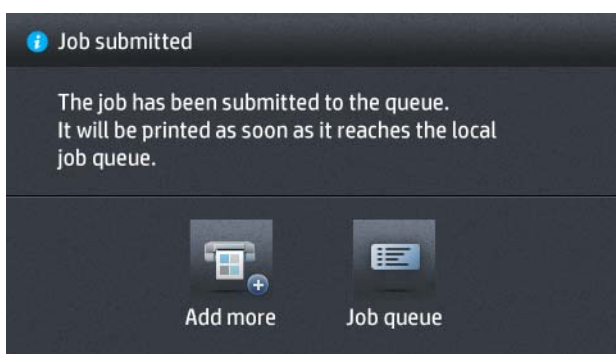 Job submitted
The job has been submitted to the queue.
It will be printed as soon as it reaches the local
job queue.
Add more
Job queue